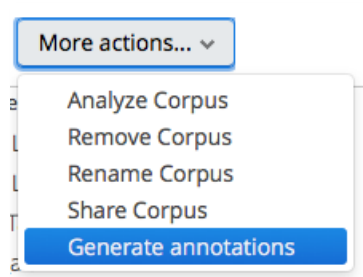 More actions...
Analyze Corpus
Remove Corpus
Rename Corpus
Share Corpus
Generate annotations